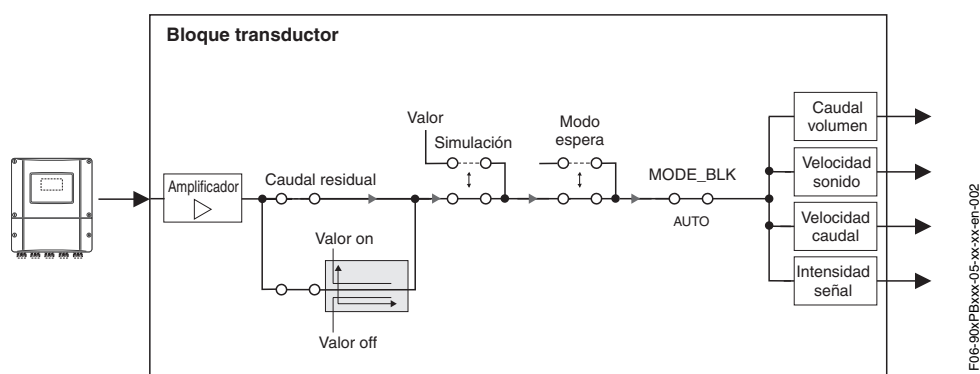 Bloque transductor
Amplificador
Caudal residual
Valor on
Valor off
Valor
Simulación
Modo
espera
MODE_BLK
AUTO
Caudal
volumen
Velocidad
sonido
Velocidad
caudal
Intensidad
señal
F06-90xPBxxx-05-xx-xx-en-002